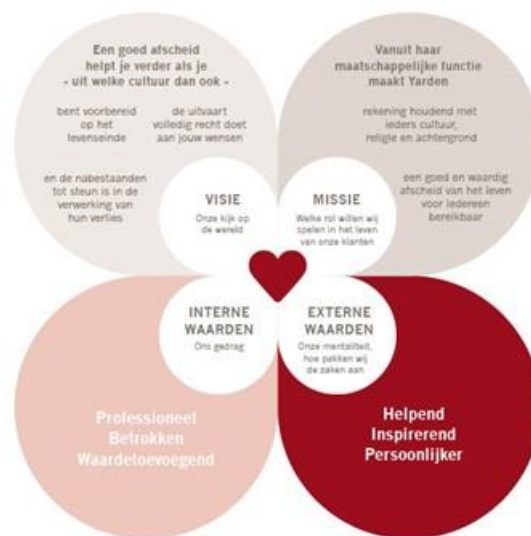 Een goed afscheid
helpt je verder als je
- uit welke cultuur dan ook -
bent voorbereid
op het
levenseinde
de uitvaart
volledig recht doet
aan jouw wensen
en de nabestaanden
tot steun is in de
verwerking van
hun verlies
VISIE
Onze kijk op
de wereld
Vanuit haar
maatschappelijke functie
maakt Yarden
rekening houdend met
ieders cultuur,
religie en achtergrond
een goed en waardig
afscheid van het leven
voor iedereen
bereikbaar
MISSIE
Welke rol willen wij
spelen in het leven
van onze klanten
INTERNE
WAARDEN
Ons gedrag
Professioneel
Betrokken
Waardetoevoegend
EXTERNE
WAARDEN
Onze mentaliteit,
hoe pakken wij
de zaken aan
Helpend
Inspirerend
Persoonlijker